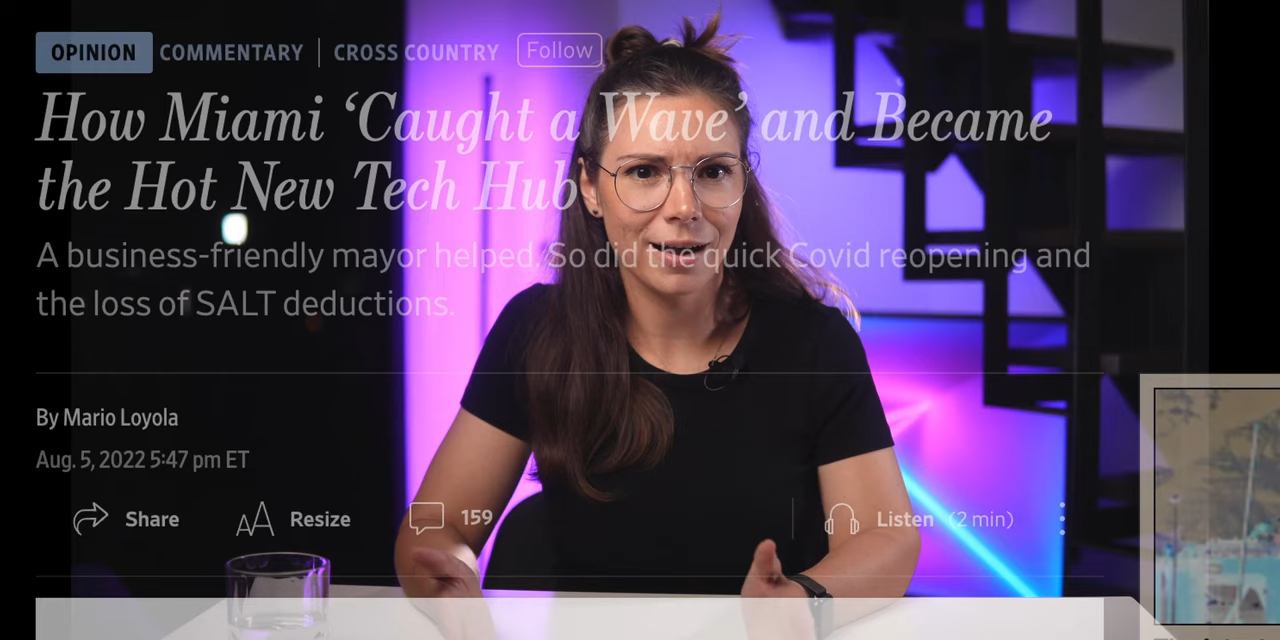 OPINION COMMENTARY | CROSS COUNTRY Follow
How Miami ‘Caught a Wave’ and Became
the Hot New Tech Hub
A business-friendly mayor helped. So did the quick Covid reopening and
the loss of SALT deductions.
By Mario Loyola
Aug. 5, 2022 5:47 pm ET
Share Resize 159 Listen (2 min)